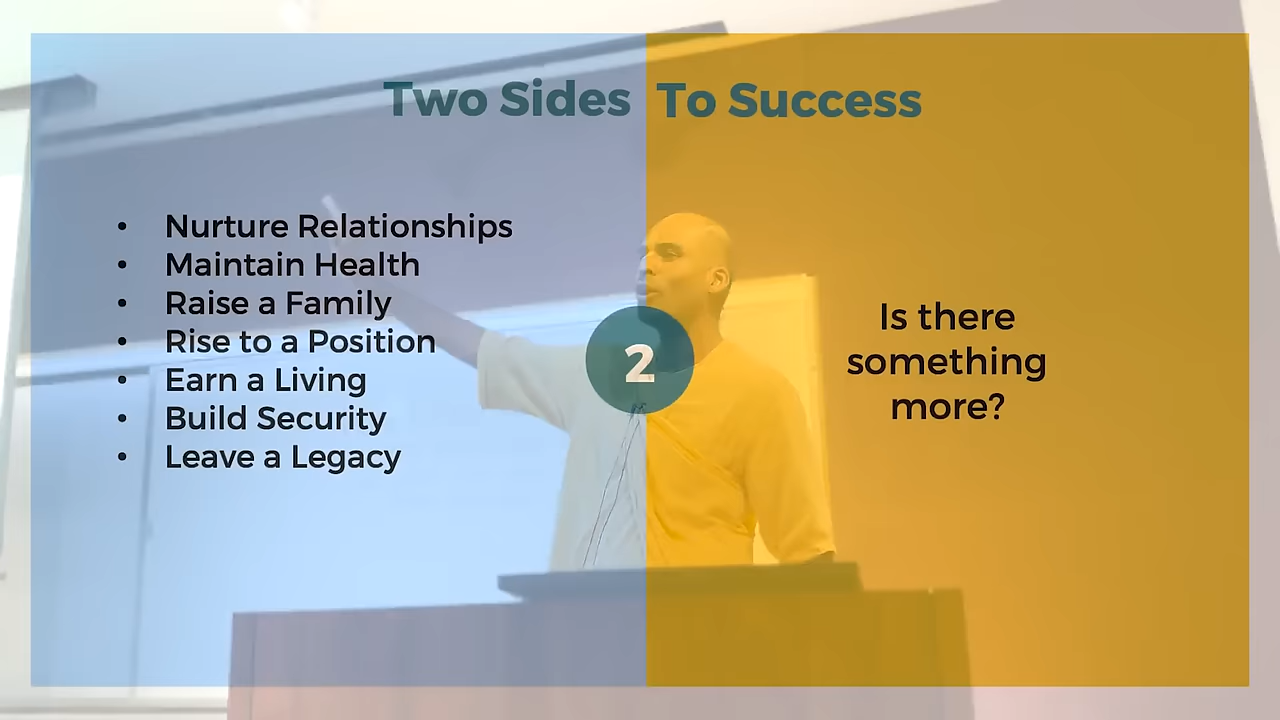 Two Sides To Success
• Nurture Relationships
• Maintain Health
• Raise a Family
• Rise to a Position
• Earn a Living
• Build Security
• Leave a Legacy
2
Is there
something
more?